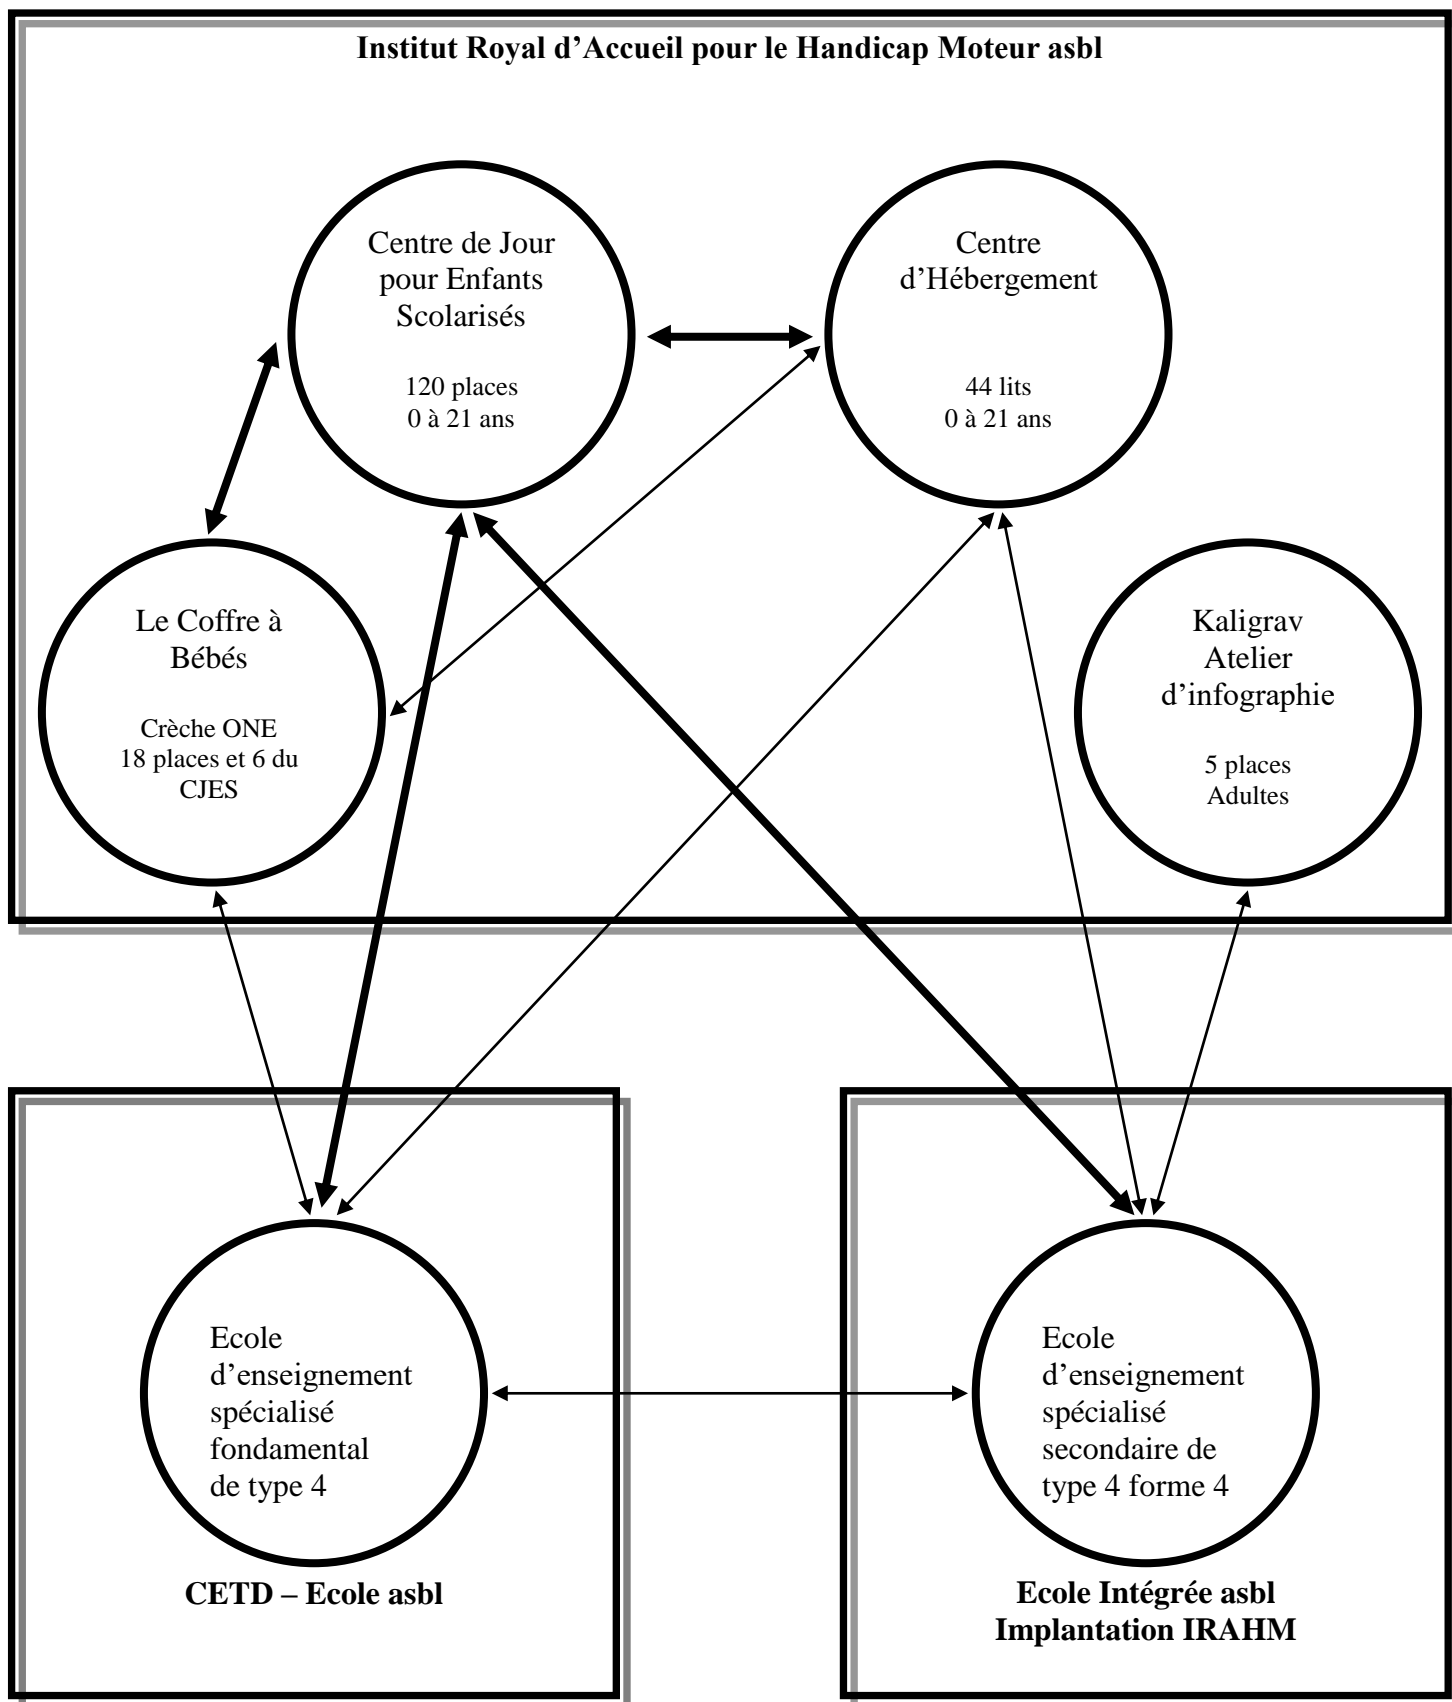 Institut Royal d’Accueil pour le Handicap Moteur asbl
Centre de Jour
pour Enfants
Scolarisés
120 places
0 à 21 ans
Centre
d’Hébergement
44 lits
0 à 21 ans
Le Coffre à
Bébés
Crèche ONE
18 places et 6 du
CJES
Kaligrav
Atelier
d’infographie
5 places
Adultes
Ecole
d’enseignement
spécialisé
fondamental
de type 4
CETD – Ecole asbl
Ecole
d’enseignement
spécialisé
secondaire de
type 4 forme 4
Ecole Intégrée asbl
Implantation IRAHM